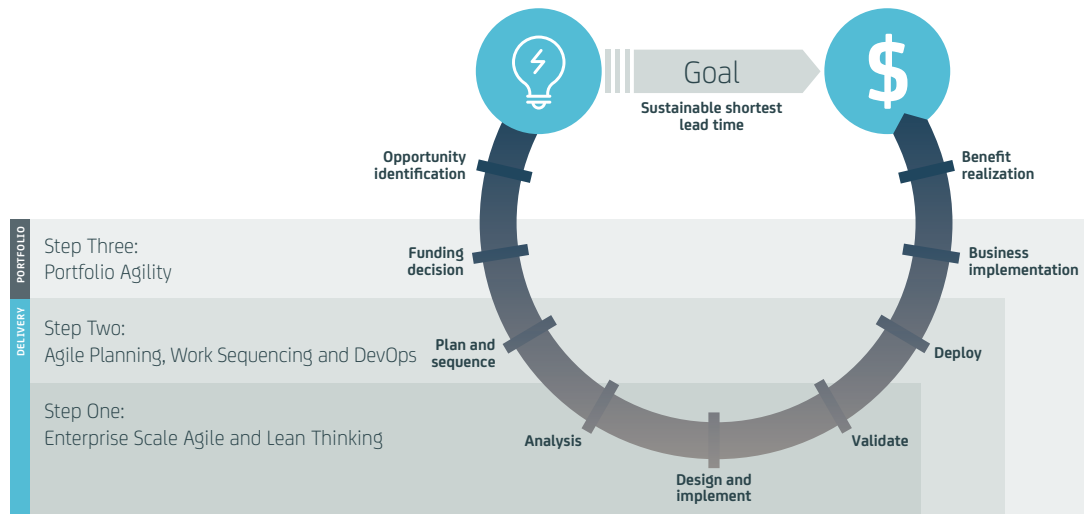 $
Goal
Sustainable shortest
lead time
Opportunity
identification
Benefit
realization
PORTFOLIO
Step Three:
Portfolio Agility
Funding
decision
Business
implementation
DELIVERY
Step Two:
Agile Planning, Work Sequencing and DevOps
Plan and
sequence
Deploy
Step One:
Enterprise Scale Agile and Lean Thinking
Analysis
Validate
Design and
implement